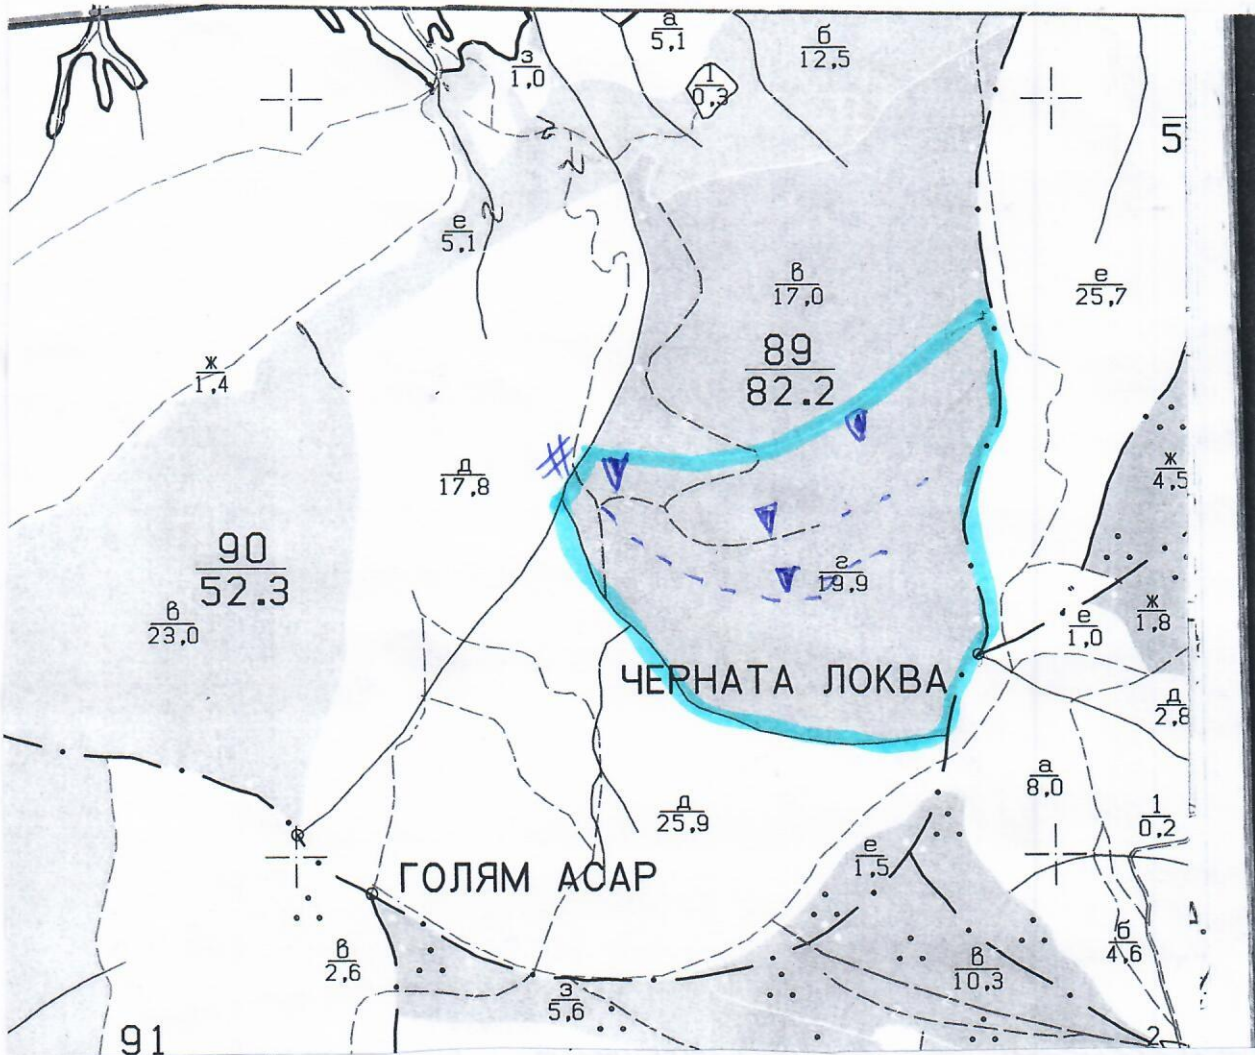 а
5,1
б
12,5
з
1,0
1
0,3
5
е
5,1
в
17,0
е
25,7
89
82.2
ж
1,4
д
17,8
#
ж
4,5
90
52.3
г
19,9
в
23,0
е
1,0
ж
1,8
ЧЕРНАТА ЛОКВА
д
2,8
а
8,0
д
25,9
1
0,2
е
1,5
ГОЛЯМ АСАР
в
2,6
б
4,6
в
10,3
з
5,6
91
2